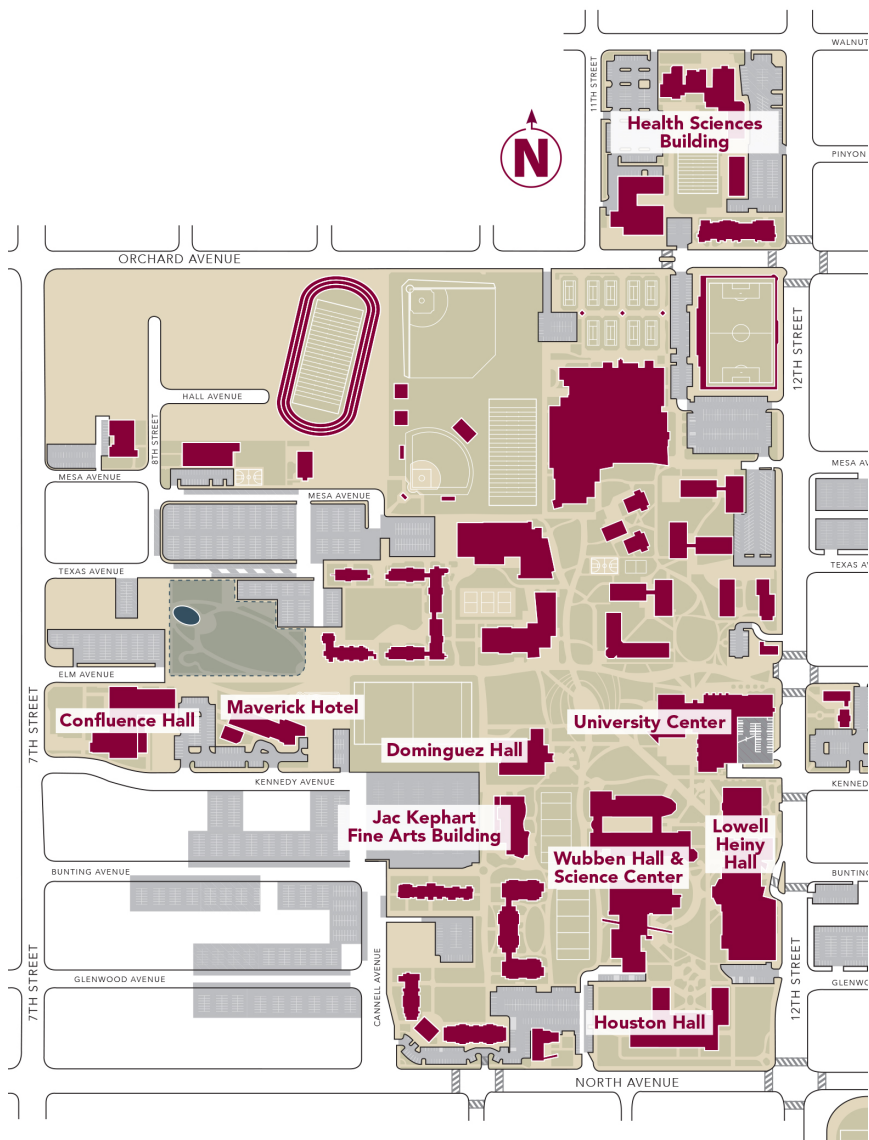 WALNUT
11TH STREET
Health Sciences
Building
N
PINYON
ORCHARD AVENUE
12TH STREET
HALL AVENUE
8TH STREET
MESA AVENUE
MESA AVENUE
MESA AV
TEXAS AVENUE
TEXAS AV
ELM AVENUE
7TH STREET
Confluence Hall
Maverick Hotel
University Center
Dominguez Hall
KENNEDY AVENUE
KENNED
Jac Kephart
Fine Arts Building
Lowell
Heiny
Hall
Wubben Hall &
Science Center
BUNTING AVENUE
BUNTING
7TH STREET
GLENWOOD AVENUE
CANNELL AVENUE
12TH STREET
GLENWO
Houston Hall
NORTH AVENUE